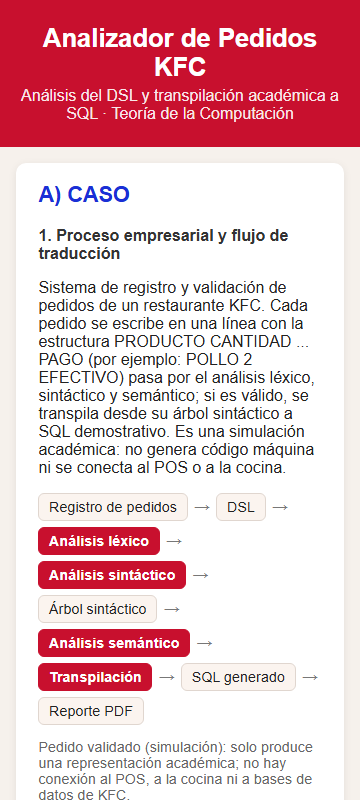 Analizador de Pedidos
KFC
Análisis del DSL y transpilación académica a
SQL · Teoría de la Computación
A) CASO
1. Proceso empresarial y flujo de
traducción
Sistema de registro y validación de
pedidos de un restaurante KFC. Cada
pedido se escribe en una línea con la
estructura PRODUCTO CANTIDAD ...
PAGO (por ejemplo: POLLO 2
EFECTIVO) pasa por el análisis léxico,
sintáctico y semántico; si es válido, se
transpila desde su árbol sintáctico a
SQL demostrativo. Es una simulación
académica: no genera código máquina
ni se conecta al POS o a la cocina.
Registro de pedidos → DSL →
Análisis léxico →
Análisis sintáctico →
Árbol sintáctico →
Análisis semántico →
Transpilación → SQL generado →
Reporte PDF
Pedido validado (simulación): solo produce
una representación académica; no hay
conexión al POS, a la cocina ni a bases de
datos de KFC.